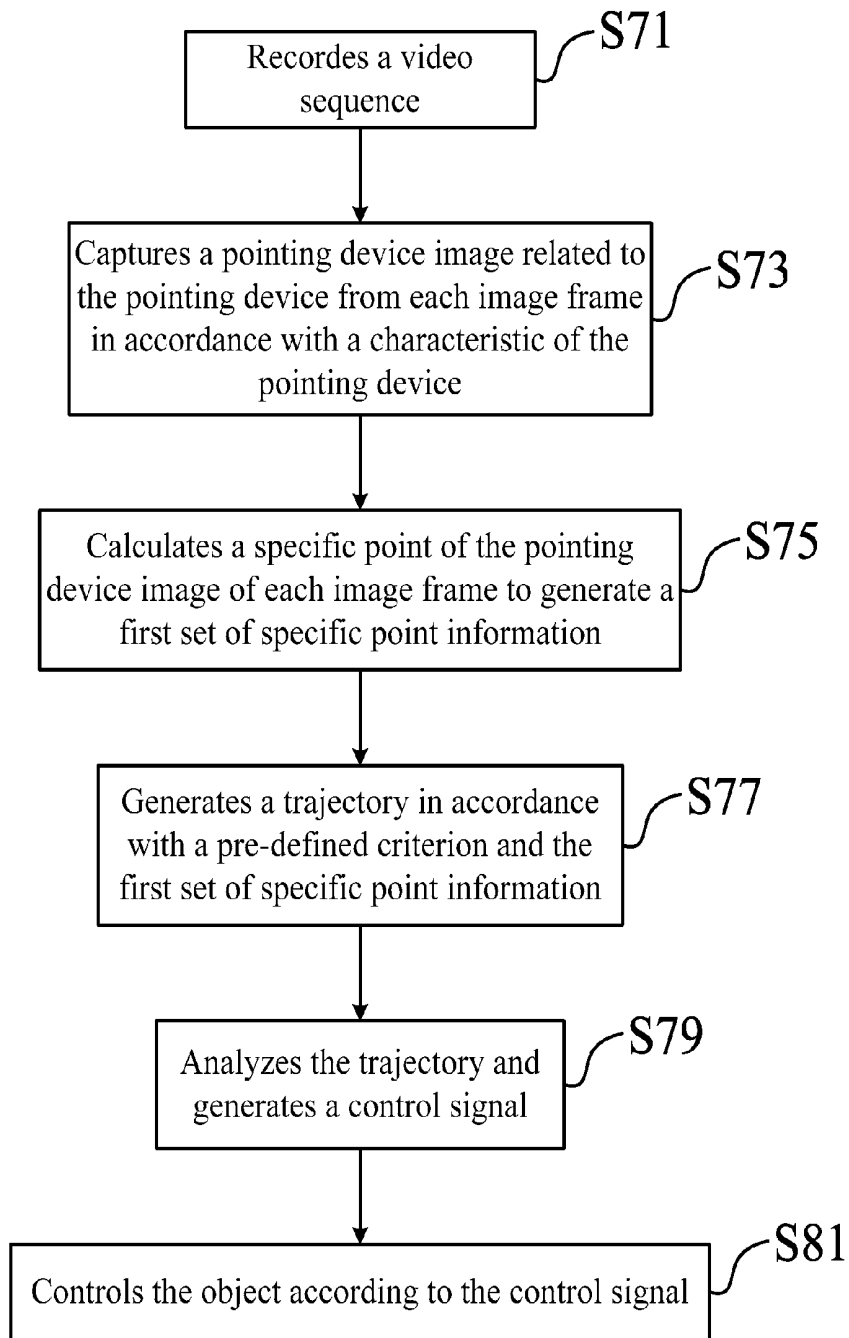 S71
Recordes a video
sequence
Captures a pointing device image related to
the pointing device from each image frame
in accordance with a characteristic of the
pointing device
S73
Calculates a specific point of the pointing
device image of each image frame to generate a
first set of specific point information
S75
Generates a trajectory in accordance
with a pre-defined criterion and the
first set of specific point information
S77
Analyzes the trajectory and
generates a control signal
S79
Controls the object according to the control signal
S81